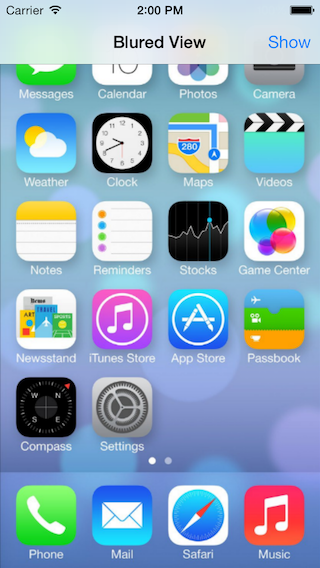 Carrier 2:00 PM
Blured View Show
Messages Calendar Photos Camera
Weather Clock Maps Videos
280
Notes Reminders Stocks Game Center
Newsstand iTunes Store App Store Passbook
N
W E
S
Compass Settings
Phone Mail Safari Music